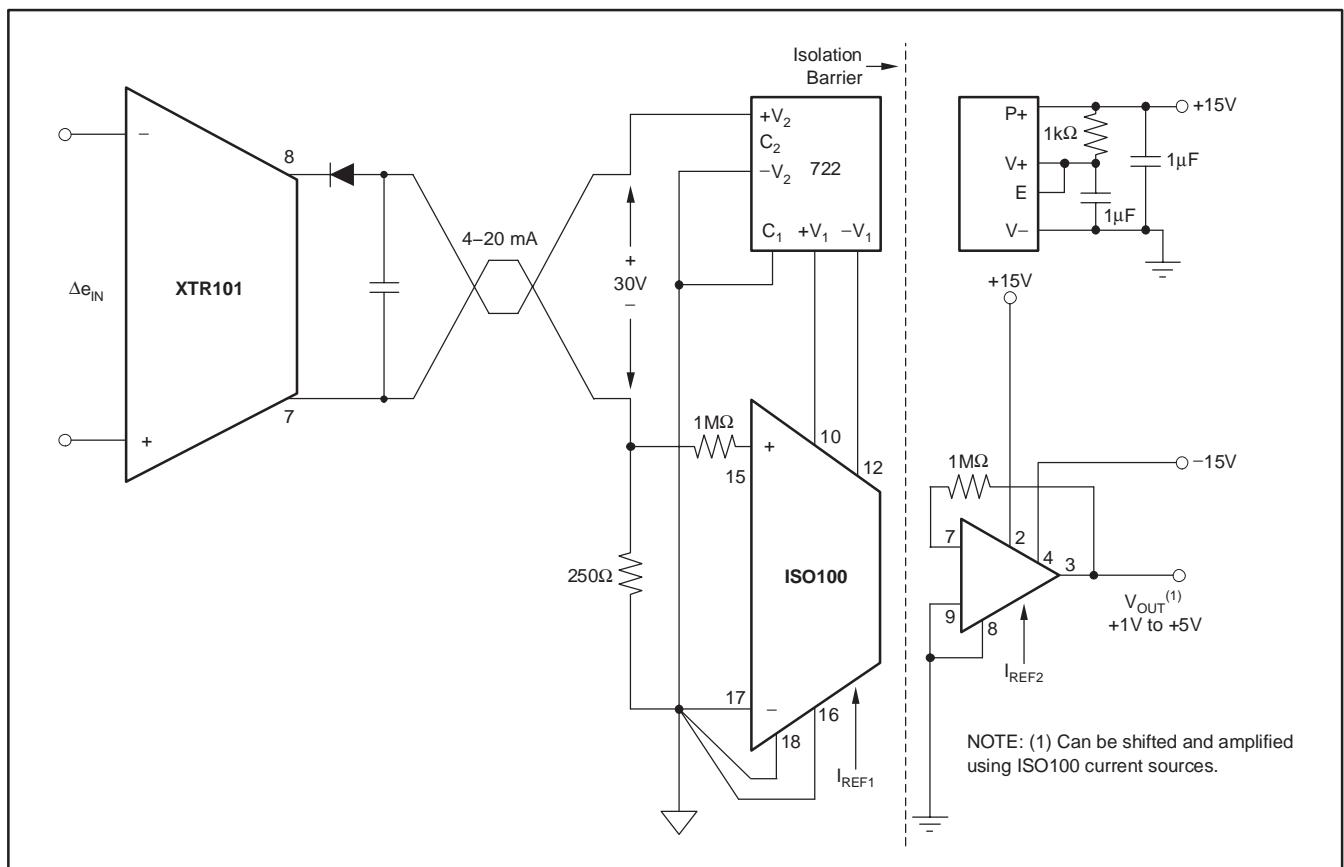 Isolation
Barrier
+V2
C2
−V2
722
C1
+V1
−V1
P+
V+
E
V−
1kΩ
1µF
1µF
+15V
−
8
ΔeIN
XTR101
+
7
4–20 mA
+
30V
−
+15V
−15V
1MΩ
+
15
10
12
250Ω
ISO100
17
−
18
16
IREF1
1MΩ
7
2
4
3
9
8
IREF2
VOUT(1)
+1V to +5V
NOTE: (1) Can be shifted and amplified
using ISO100 current sources.